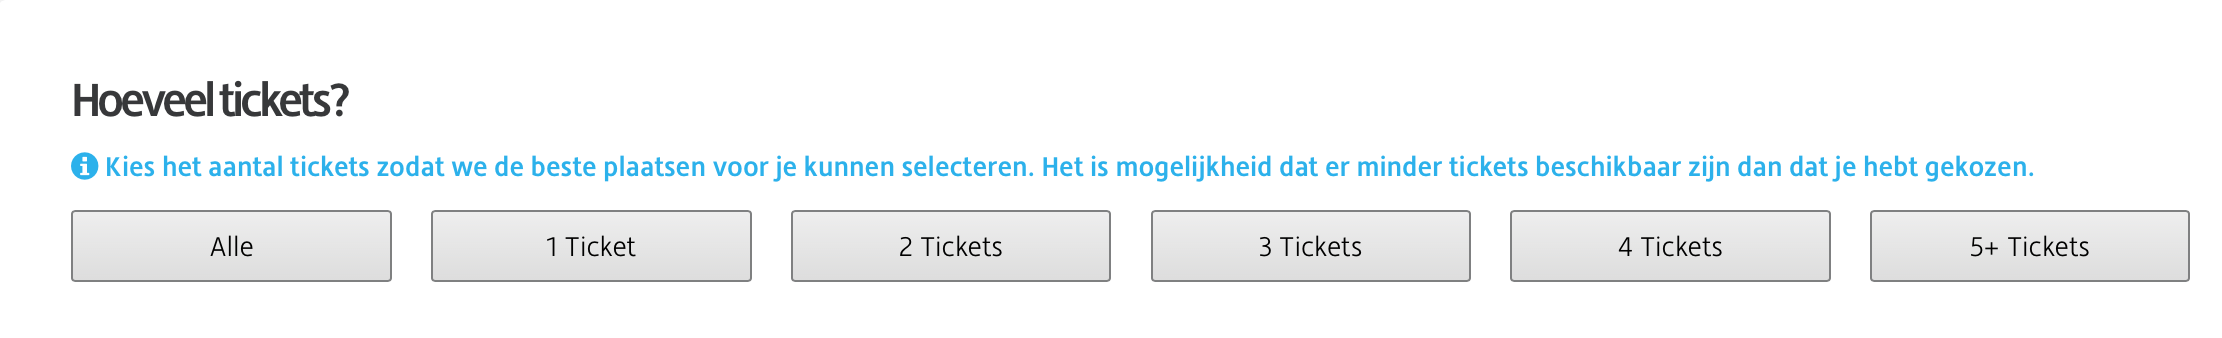 Hoeveel tickets?
Kies het aantal tickets zodat we de beste plaatsen voor je kunnen selecteren. Het is mogelijkheid dat er minder tickets beschikbaar zijn dan dat je hebt gekozen.
Alle
1 Ticket
2 Tickets
3 Tickets
4 Tickets
5+ Tickets